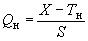 Qн = (X − Tн) / S